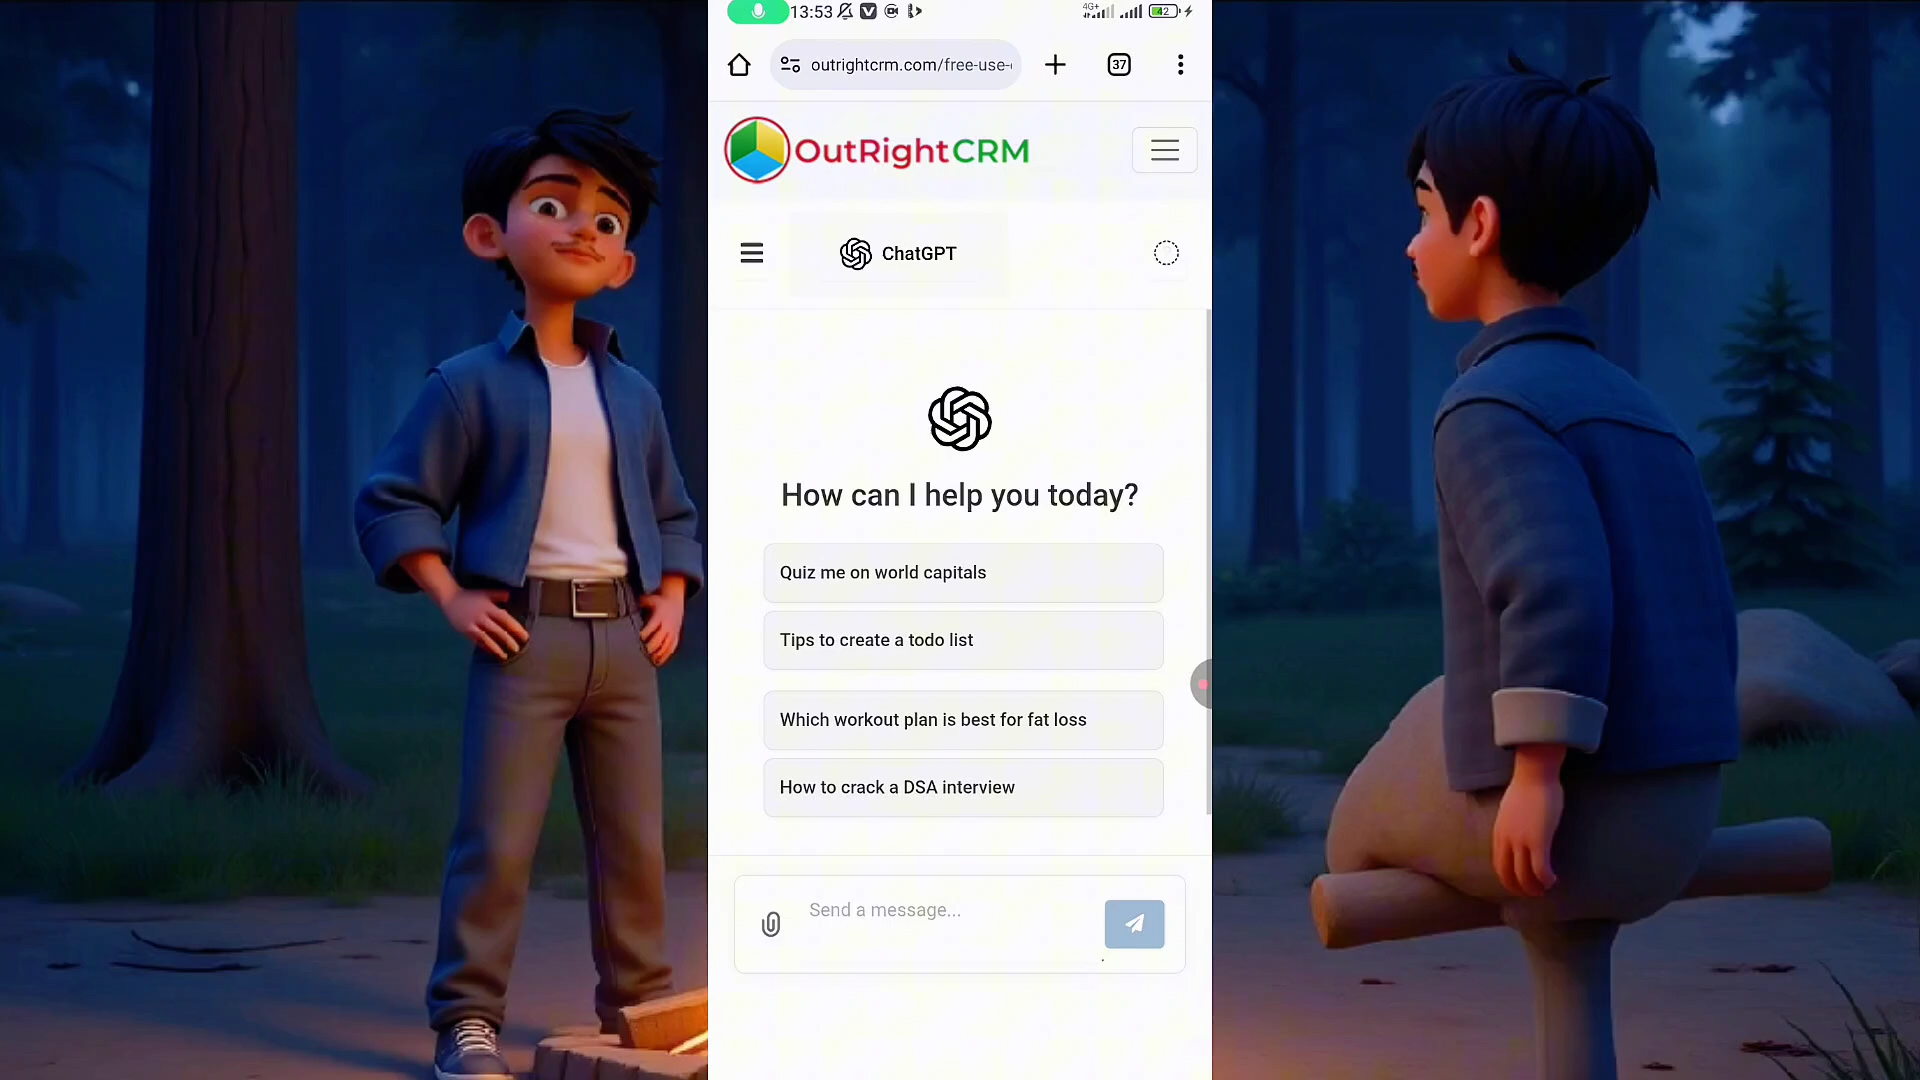 13:53
4G+
42
outrightcrm.com/free-use-
37
OutRightCRM
ChatGPT
How can I help you today?
Quiz me on world capitals
Tips to create a todo list
Which workout plan is best for fat loss
How to crack a DSA interview
Send a message...